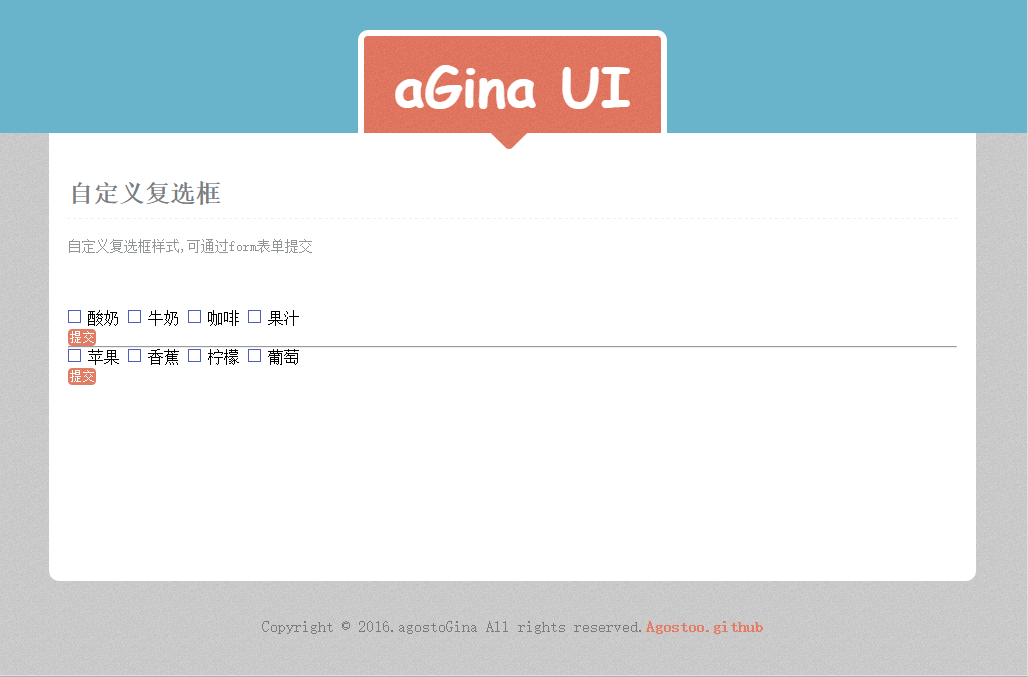 aGina UI
自定义复选框
自定义复选框样式,可通过form表单提交
酸奶 牛奶 咖啡 果汁
提交
苹果 香蕉 柠檬 葡萄
提交
Copyright © 2016.agostoGina All rights reserved.Agostoo.github